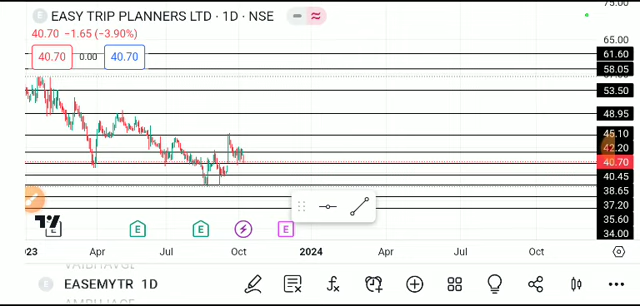 EASY TRIP PLANNERS LTD · 1D · NSE
40.70 −1.65 (−3.90%)
40.70 0.00 40.70
75.00
65.00
61.60
58.05
53.50
48.95
45.10
42.20
40.70
40.45
38.65
37.20
35.60
34.00
E E E E
2023 Apr Jul Oct 2024 Apr Jul Oct
EASEMYTR 1D